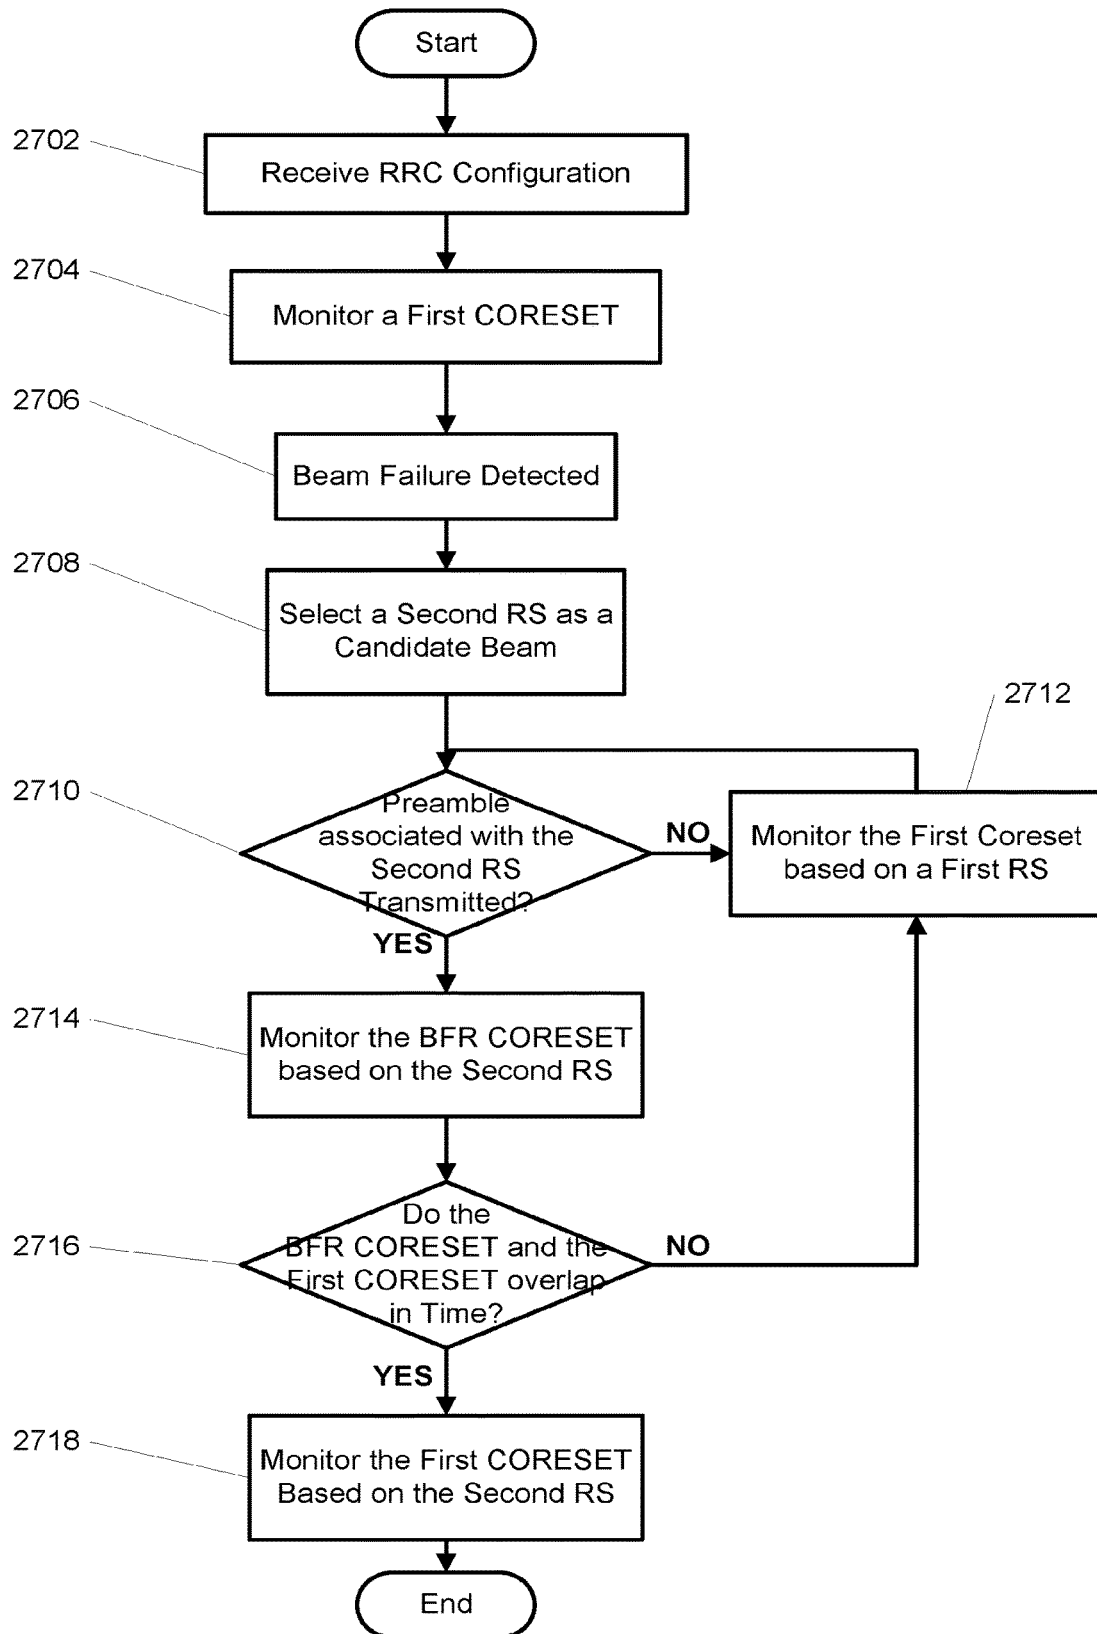 Start
2702
Receive RRC Configuration
2704
Monitor a First CORESET
2706
Beam Failure Detected
2708
Select a Second RS as a
Candidate Beam
2712
2710
Preamble
associated with the
Second RS
Transmitted?
NO
Monitor the First Coreset
based on a First RS
YES
2714
Monitor the BFR CORESET
based on the Second RS
2716
Do the
BFR CORESET and the
First CORESET overlap
in Time?
NO
YES
2718
Monitor the First CORESET
Based on the Second RS
End